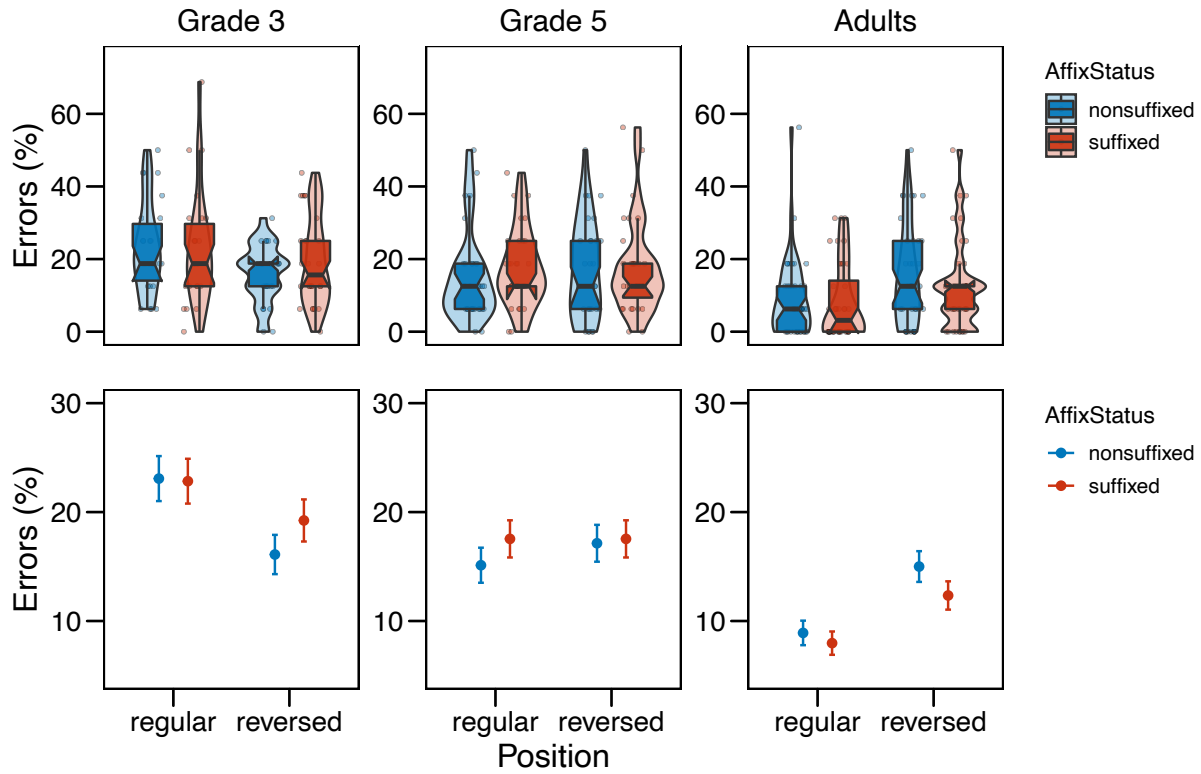 Grade 3
Grade 5
Adults
Errors (%)
60
40
20
0
60
40
20
0
60
40
20
0
AffixStatus
nonsuffixed
suffixed
Errors (%)
30
20
10
30
20
10
30
20
10
AffixStatus
nonsuffixed
suffixed
regular reversed
regular reversed
regular reversed
Position